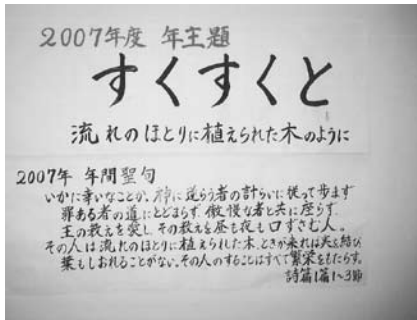 2007年度 年主題
すくすくと
流れのほとりに植えられた木のように
2007年 年間聖句
いかに幸いなことか、神に逆らう者の計らいに従って歩まず
罪ある者の道にとどまらず 傲慢な者と共に座らず
主の教えを愛し その教えを昼も夜も口ずさむ人。
その人は流れのほとりに植えられた木。ときが来れば実を結び
葉もしおれることがない。その人のすることはすべて繁栄をもたらす。
詩篇1篇1~3節